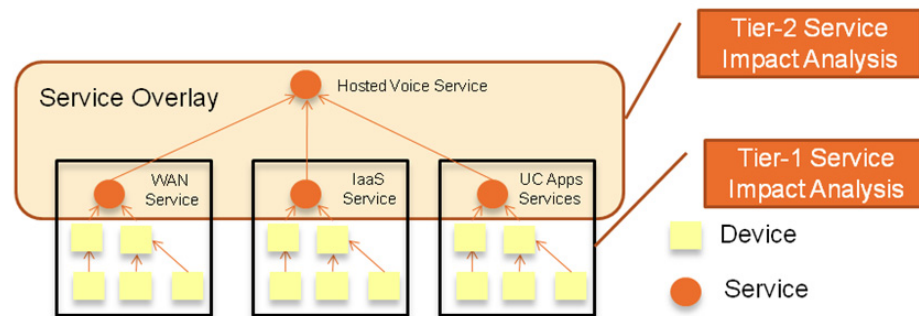 Tier-2 Service
Impact Analysis
Hosted Voice Service
Service Overlay
WAN
Service
IaaS
Service
UC Apps
Services
Tier-1 Service
Impact Analysis
Device
Service